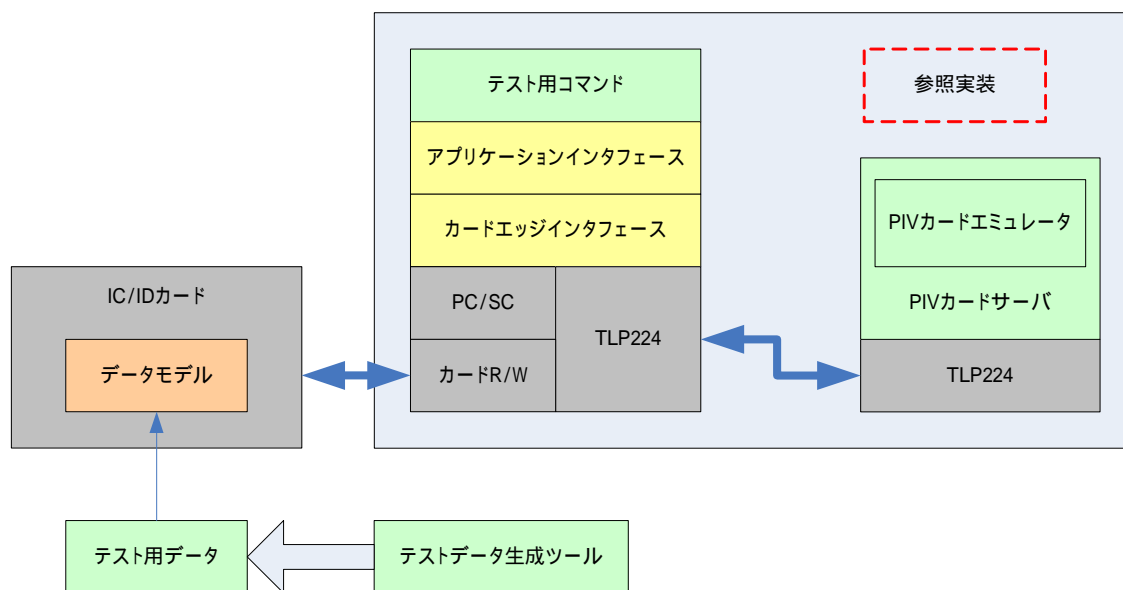 テスト用コマンド
参照実装
アプリケーションインタフェース
カードエッジインタフェース
PIVカードエミュレータ
PIVカードサーバ
IC/IDカード
データモデル
PC/SC
カードR/W
TLP224
TLP224
テスト用データ
テストデータ生成ツール